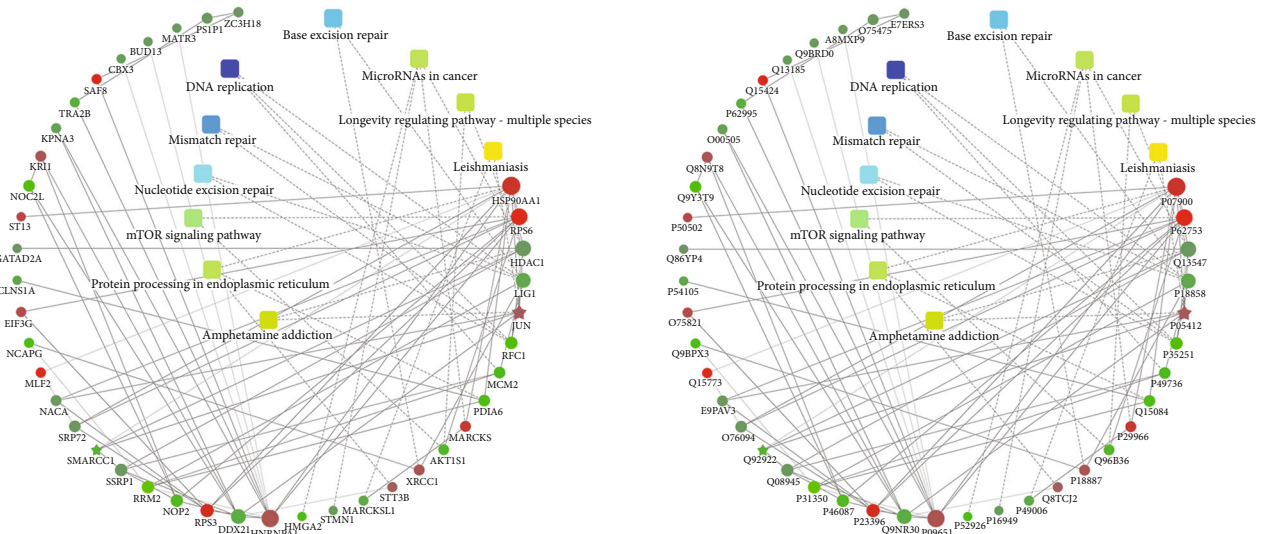 ZC3H18
PS1P1
MATR3
BUD13
CBX3
SAF8
TRA2B
KPNA3
KRI1
NOC2L
ST13
GATAD2A
CLNS1A
EIF3G
NCAPG
MLF2
NACA
SRP72
SMARCC1
SSRP1
RRM2
NOP2
RPS3
DDX21
HNRNPA1
HMGA2
STMN1
MARCKSL1
STT3B
XRCC1
AKT1S1
MARCKS
PDIA6
MCM2
RFC1
JUN
LIG1
HDAC1
RPS6
HSP90AA1
Base excision repair
MicroRNAs in cancer
DNA replication
Longevity regulating pathway - multiple species
Mismatch repair
Leishmaniasis
Nucleotide excision repair
mTOR signaling pathway
Protein processing in endoplasmic reticulum
Amphetamine addiction
E7ERS3
O75475
A8MXP9
Q9BRD0
Q13185
Q15424
P62995
O00505
Q8N9T8
Q9Y3T9
P50502
Q86YP4
P54105
O75821
Q9BPX3
Q15773
E9PAV3
O76094
Q92922
Q08945
P31350
P46087
P23396
Q9NR30
P09651
P52926
P16949
P49006
Q8TCJ2
P18887
Q96B36
P29966
Q15084
P49736
P35251
P05412
P18858
Q13547
P62753
P07900
Base excision repair
MicroRNAs in cancer
DNA replication
Longevity regulating pathway - multiple species
Mismatch repair
Leishmaniasis
Nucleotide excision repair
mTOR signaling pathway
Protein processing in endoplasmic reticulum
Amphetamine addiction